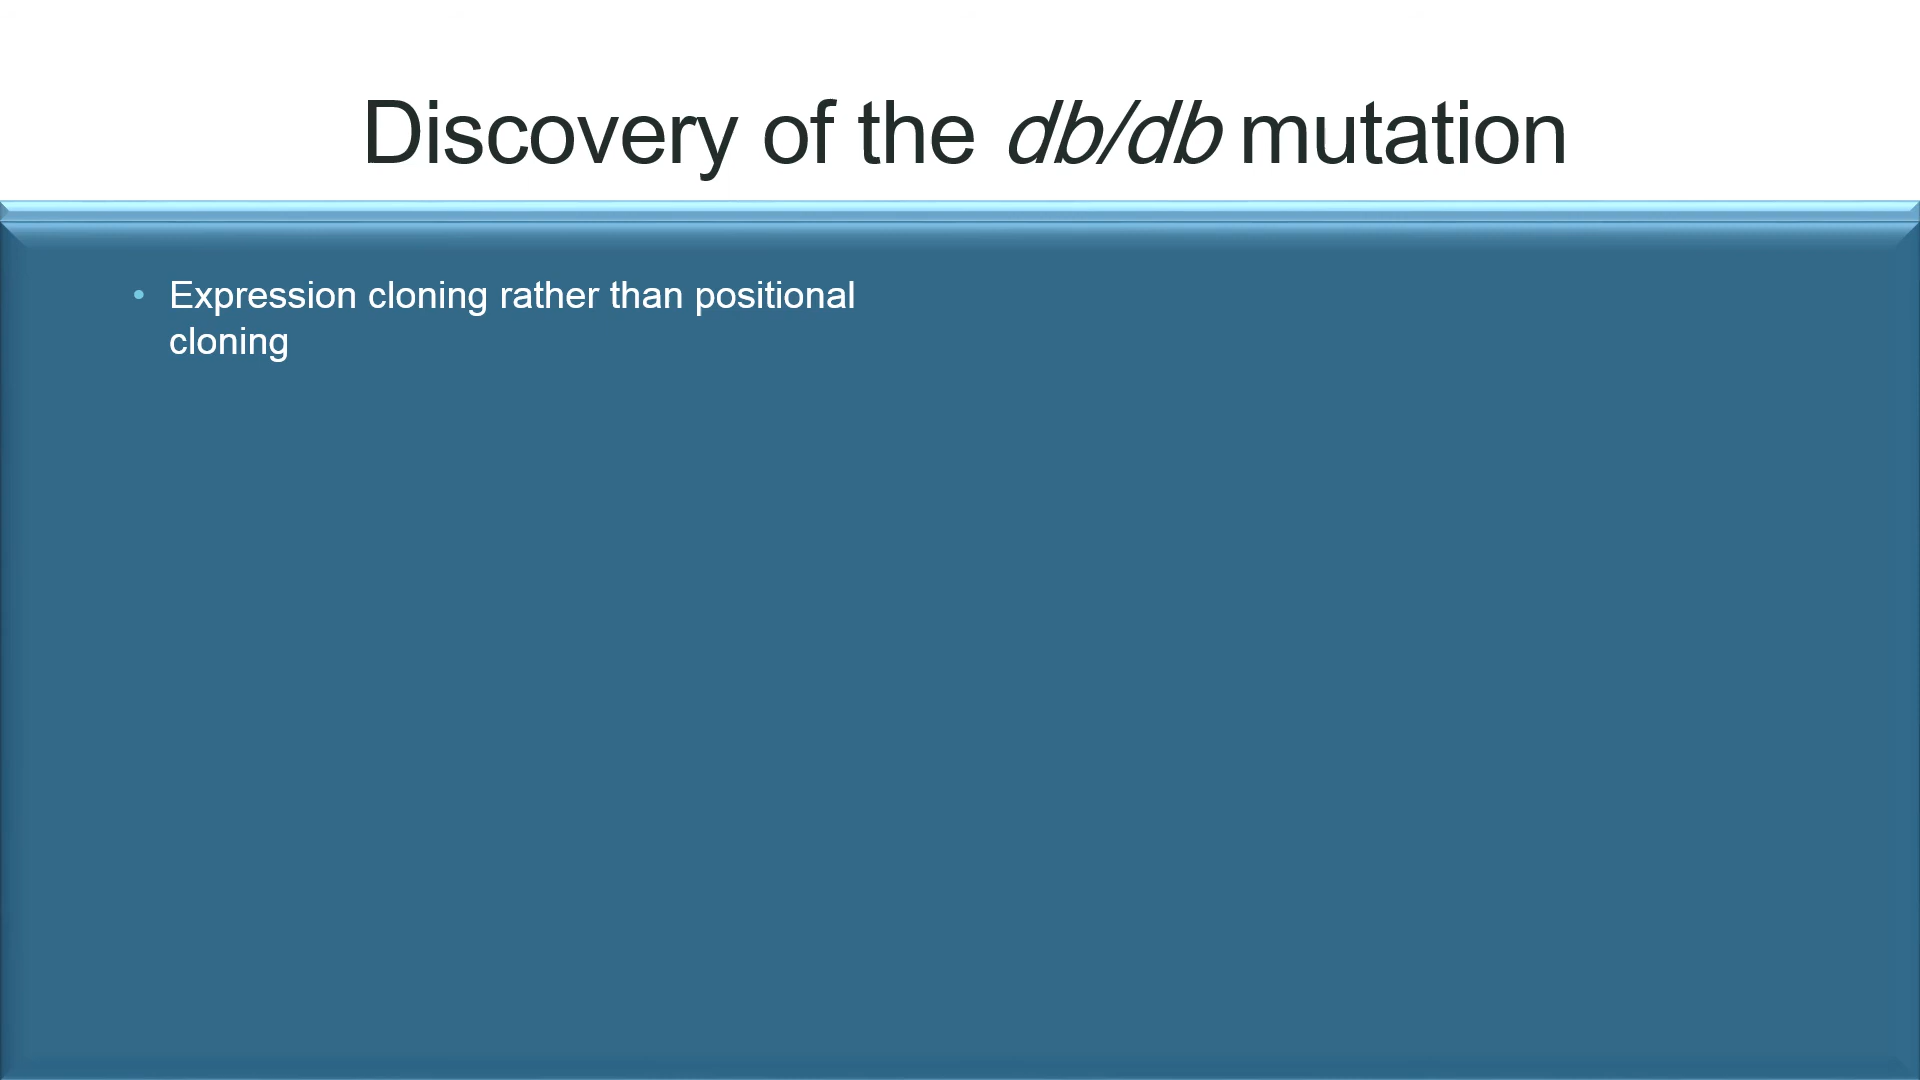 Discovery of the db/db mutation
• Expression cloning rather than positional
cloning